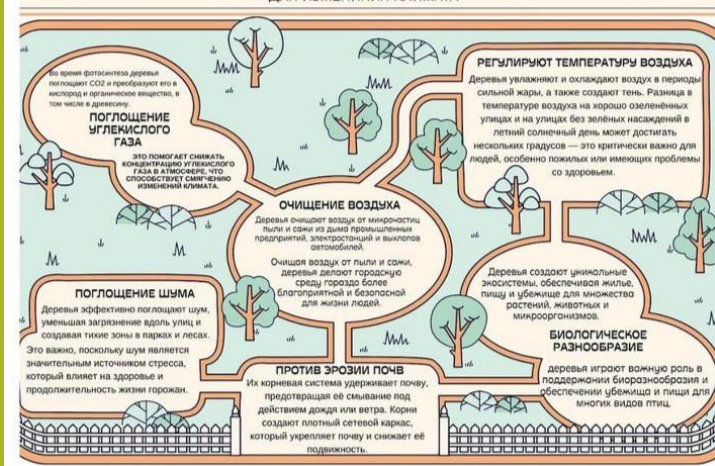 Во время фотосинтеза деревья
поглощают CO2 и преобразуют его в
кислород и органическое вещество, в
том числе в древесину.
ПОГЛОЩЕНИЕ
УГЛЕКИСЛОГО
ГАЗА
ЭТО ПОМОГАЕТ СНИЖАТЬ
КОНЦЕНТРАЦИЮ УГЛЕКИСЛОГО
ГАЗА В АТМОСФЕРЕ, ЧТО
СПОСОБСТВУЕТ СМЯГЧЕНИЮ
ИЗМЕНЕНИЙ КЛИМАТА.
РЕГУЛИРУЮТ ТЕМПЕРАТУРУ ВОЗДУХА
Деревья увлажняют и охлаждают воздух в периоды
сильной жары, а также создают тень. Разница в
температуре воздуха на хорошо озеленённых
улицах и на улицах без зелёных насаждений в
летний солнечный день может достигать
нескольких градусов — это критически важно для
людей, особенно пожилых или имеющих проблемы
со здоровьем.
ОЧИЩЕНИЕ ВОЗДУХА
Деревья очищают воздух от микрочастиц
пыли и сажи из дыма промышленных
предприятий, электростанций и выхлопов
автомобилей.
Очищая воздух от пыли и сажи,
деревья делают городскую
среду гораздо более
благоприятной и безопасной
для жизни людей.
ПОГЛОЩЕНИЕ ШУМА
Деревья эффективно поглощают шум,
уменьшая загрязнение вдоль улиц и
создавая тихие зоны в парках и лесах.
Это важно, поскольку шум является
значительным источником стресса,
который влияет на здоровье и
продолжительность жизни горожан.
Деревья создают уникальные
экосистемы, обеспечивая жилье,
пищу и убежище для множества
растений, животных и
микроорганизмов.
БИОЛОГИЧЕСКОЕ
РАЗНООБРАЗИЕ
деревья играют важную роль в
поддержании биоразнообразия и
обеспечении убежища и пищи для
многих видов птиц.
ПРОТИВ ЭРОЗИИ ПОЧВ
Их корневая система удерживает почву,
предотвращая её смывание под
действием дождя или ветра. Корни
создают плотный сетевой каркас,
который укрепляет почву и снижает её
подвижность.